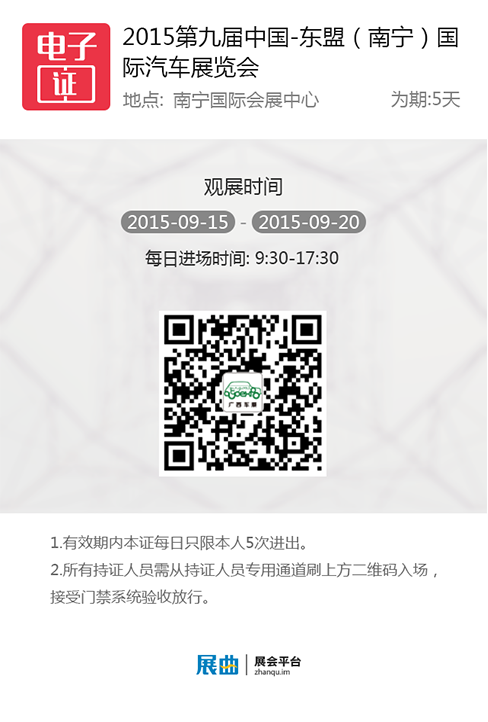 电子
证
2015第九届中国-东盟（南宁）国
际汽车展览会
地点: 南宁国际会展中心
为期:5天
观展时间
2015-09-15 - 2015-09-20
每日进场时间: 9:30-17:30
广西车展
1.有效期内本证每日只限本人5次进出。
2.所有持证人员需从持证人员专用通道刷上方二维码入场，
接受门禁系统验收放行。
展曲
展会平台
zhanqu.im